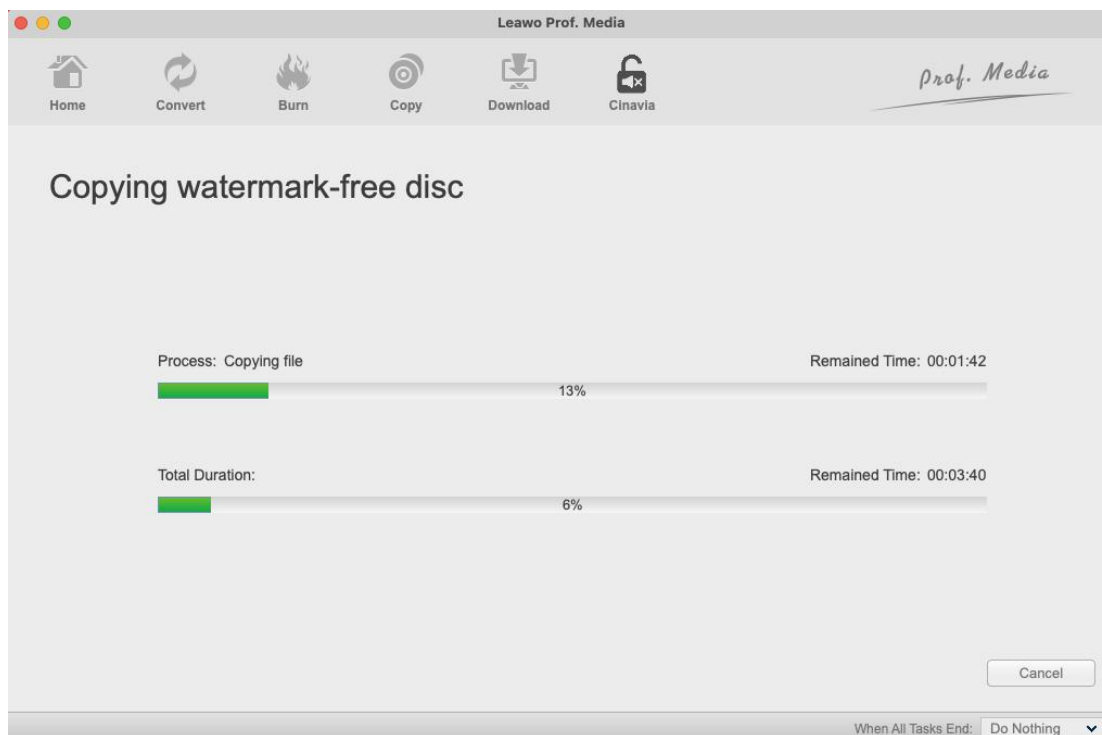 Leawo Prof. Media
Home Convert Burn Copy Download Cinavia
Prof. Media
Copying watermark-free disc
Process: Copying file Remained Time: 00:01:42
13%
Total Duration: Remained Time: 00:03:40
6%
Cancel
When All Tasks End: Do Nothing